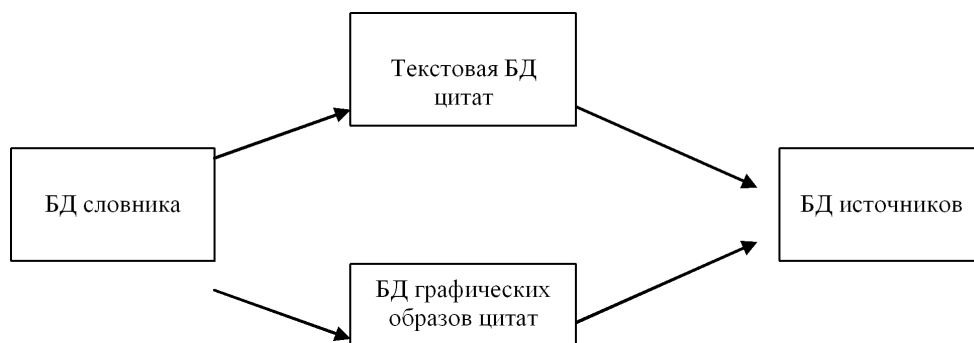 Текстовая БД
цитат
БД словника
БД источников
БД графических
образов цитат